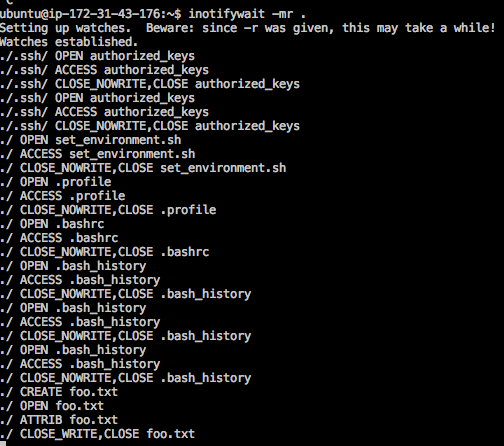 ubuntu@ip-172-31-43-176:~$ inotifywait -mr .
Setting up watches.  Beware: since -r was given, this may take a while!
Watches established.
./.ssh/ OPEN authorized_keys
./.ssh/ ACCESS authorized_keys
./.ssh/ CLOSE_NOWRITE,CLOSE authorized_keys
./.ssh/ OPEN authorized_keys
./.ssh/ ACCESS authorized_keys
./.ssh/ CLOSE_NOWRITE,CLOSE authorized_keys
./ OPEN set_environment.sh
./ ACCESS set_environment.sh
./ CLOSE_NOWRITE,CLOSE set_environment.sh
./ OPEN .profile
./ ACCESS .profile
./ CLOSE_NOWRITE,CLOSE .profile
./ OPEN .bashrc
./ ACCESS .bashrc
./ CLOSE_NOWRITE,CLOSE .bashrc
./ OPEN .bash_history
./ ACCESS .bash_history
./ CLOSE_NOWRITE,CLOSE .bash_history
./ OPEN .bash_history
./ ACCESS .bash_history
./ CLOSE_NOWRITE,CLOSE .bash_history
./ OPEN .bash_history
./ ACCESS .bash_history
./ CLOSE_NOWRITE,CLOSE .bash_history
./ CREATE foo.txt
./ OPEN foo.txt
./ ATTRIB foo.txt
./ CLOSE_WRITE,CLOSE foo.txt